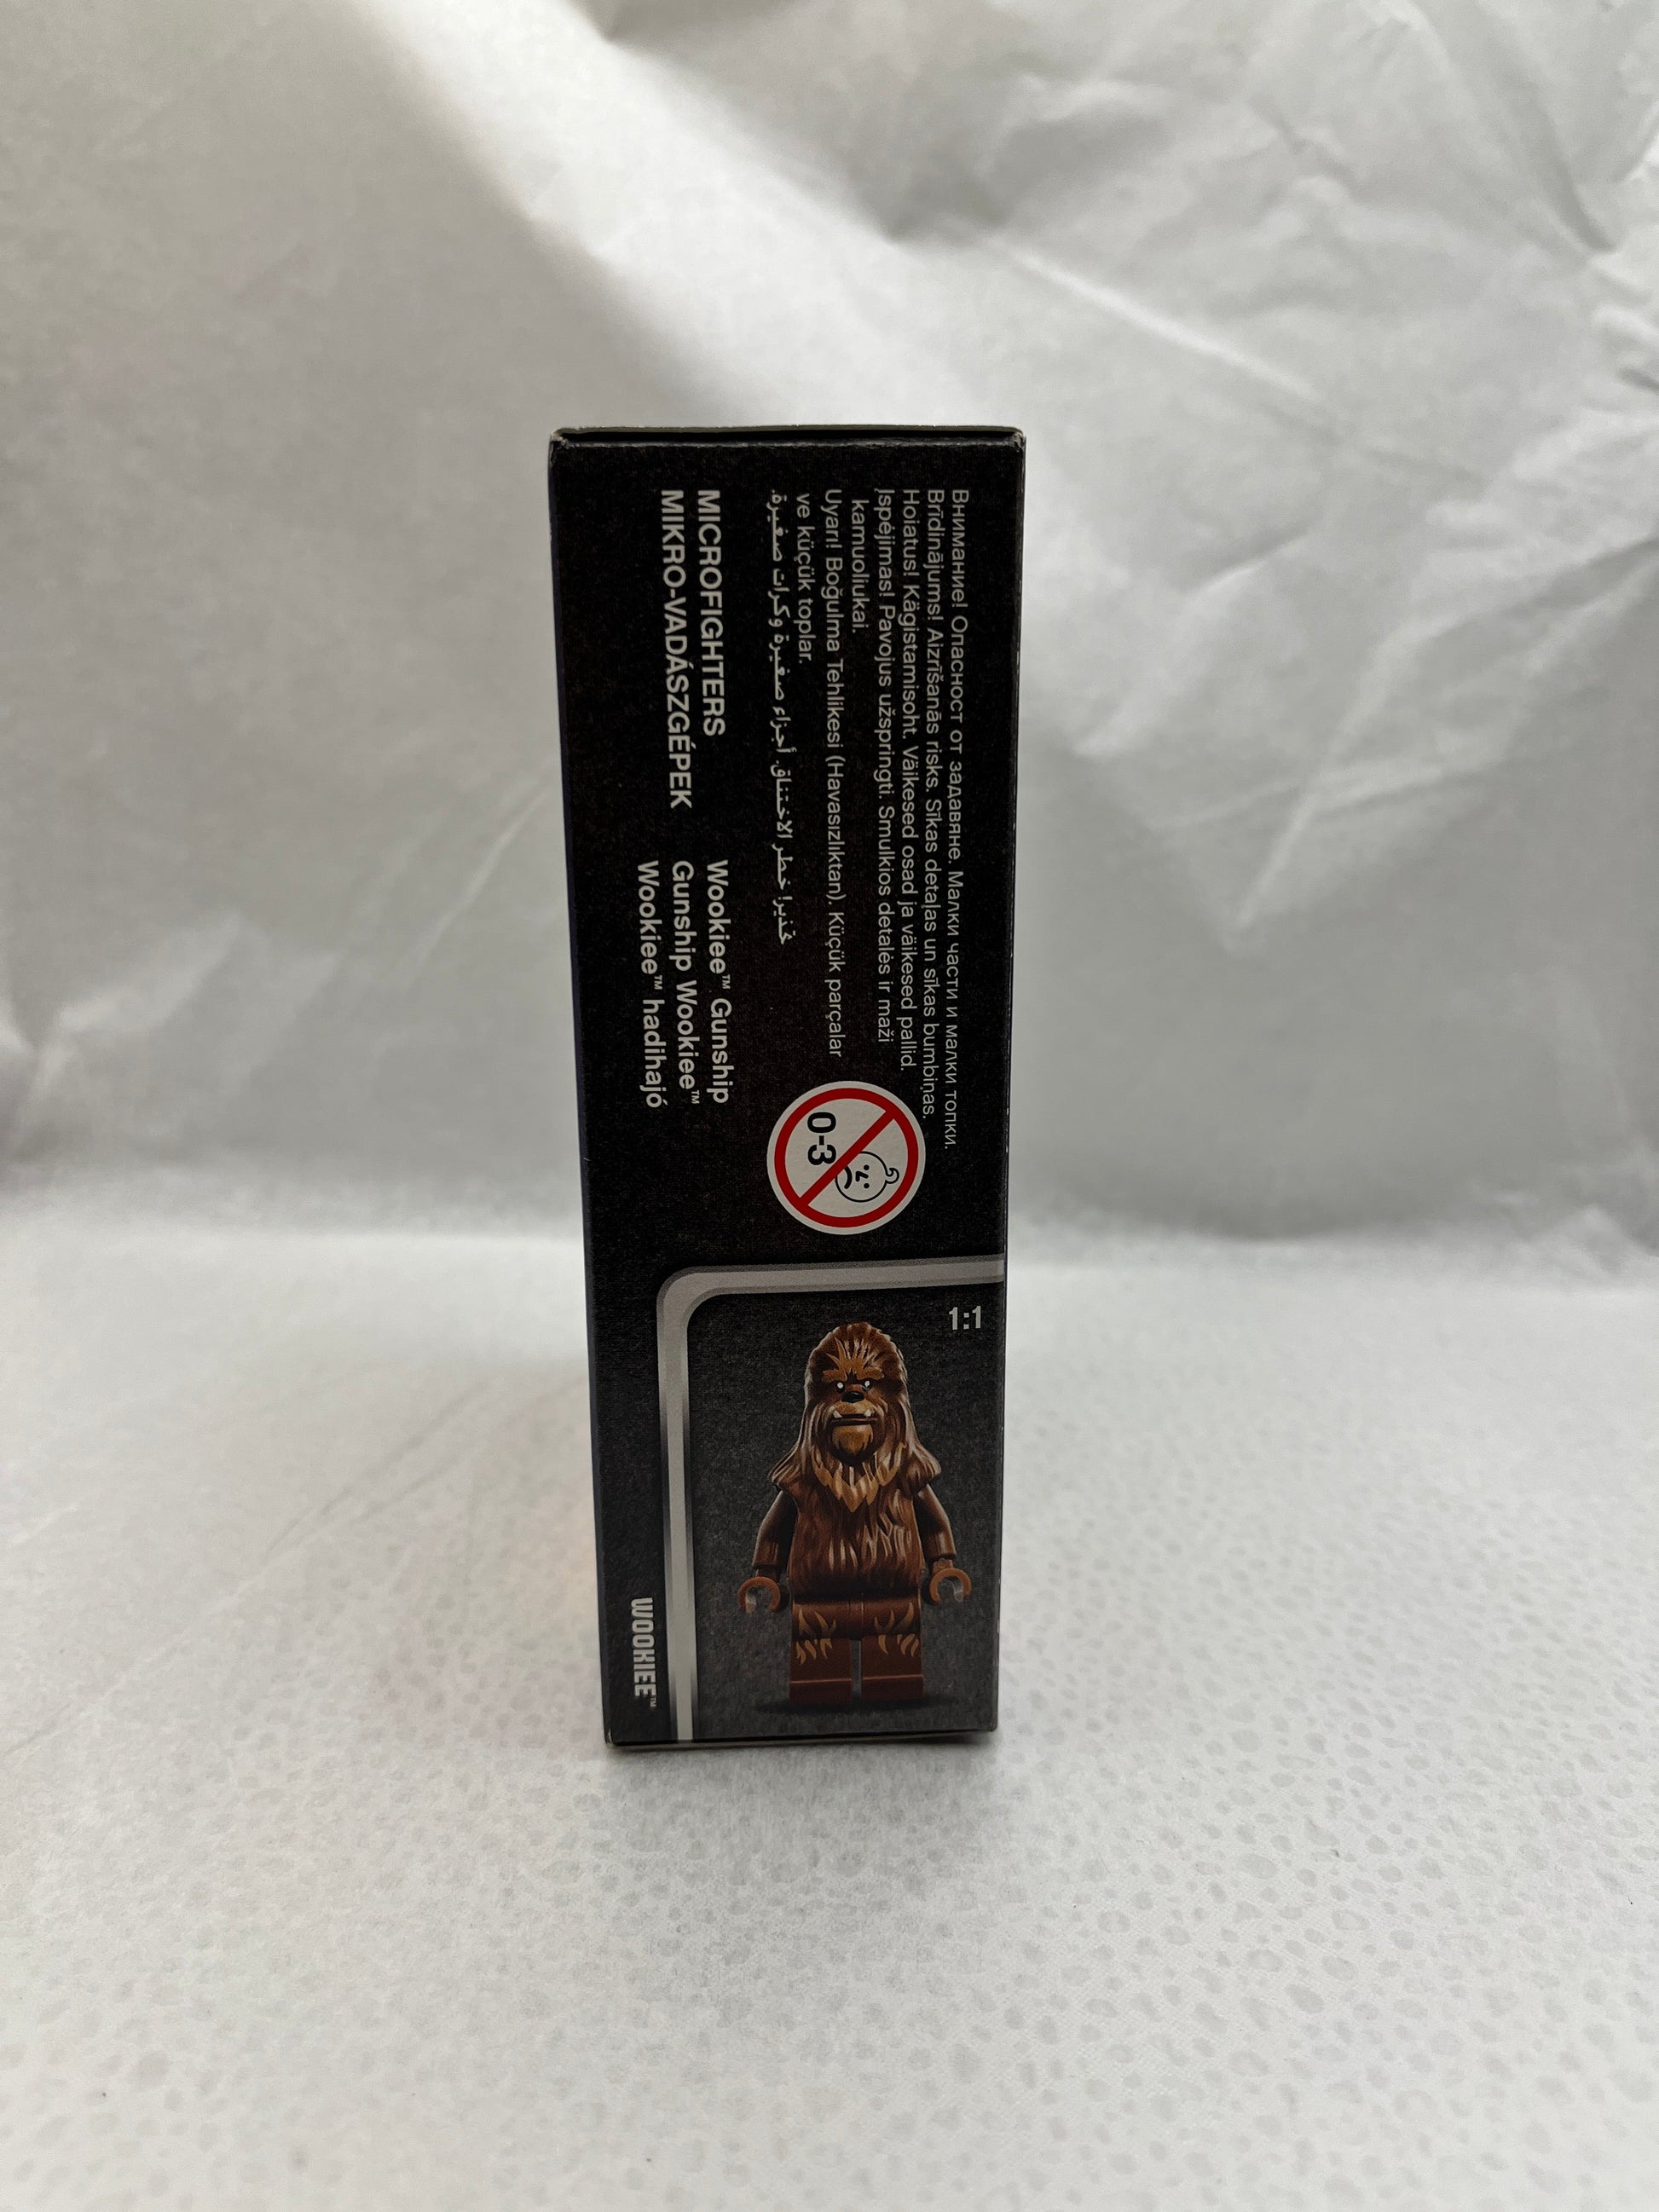 Внимание! Опасност от задавяне. Малки части и малки топки.
Brīdinājums! Aizrīšanās risks. Sīkas detaļas un sīkas bumbiņas.
Hoiatus! Kägistamisoht. Väikesed osad ja väikesed pallid.
Įspėjimas! Pavojus užspringti. Smulkios detalės ir maži
kamuoliukai.
Uyarı! Boğulma Tehlikesi (Havasızlıktan). Küçük parçalar
ve küçük toplar.
تحذير! خطر الاختناق. أجزاء صغيرة وكرات صغيرة.
MICROFIGHTERS
MIKRO-VADÁSZGÉPEK
Wookiee™ Gunship
Gunship Wookiee™
Wookiee™ hadihajó
0-3
1:1
WOOKIEE™